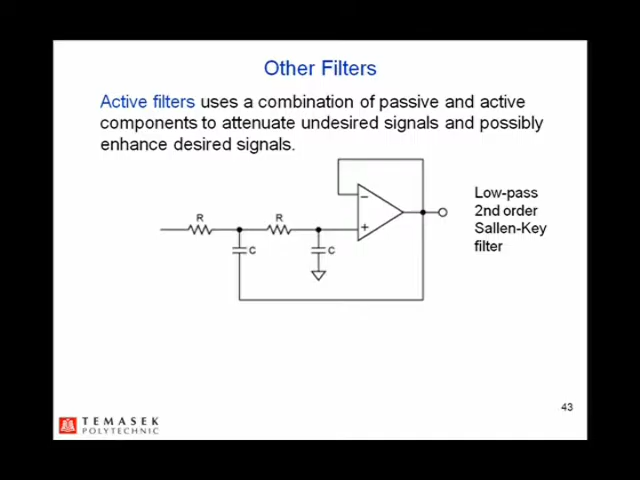 Other Filters
Active filters uses a combination of passive and active
components to attenuate undesired signals and possibly
enhance desired signals.
R
R
C
C
−
+
Low-pass
2nd order
Sallen-Key
filter
43
TEMASEK
POLYTECHNIC